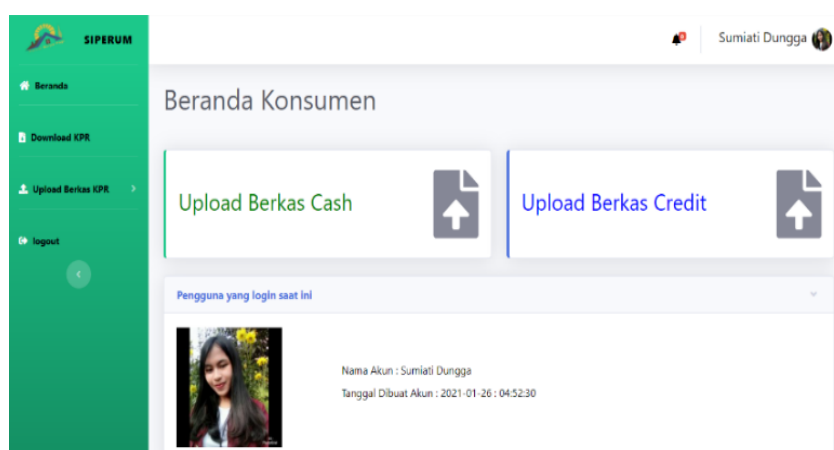 SIPERUM
Sumiati Dungga
Beranda
Beranda Konsumen
Download KPR
Upload Berkas KPR
Upload Berkas Cash
Upload Berkas Credit
logout
Pengguna yang login saat ini
Nama Akun : Sumiati Dungga
Tanggal Dibuat Akun : 2021-01-26 : 04:52:30